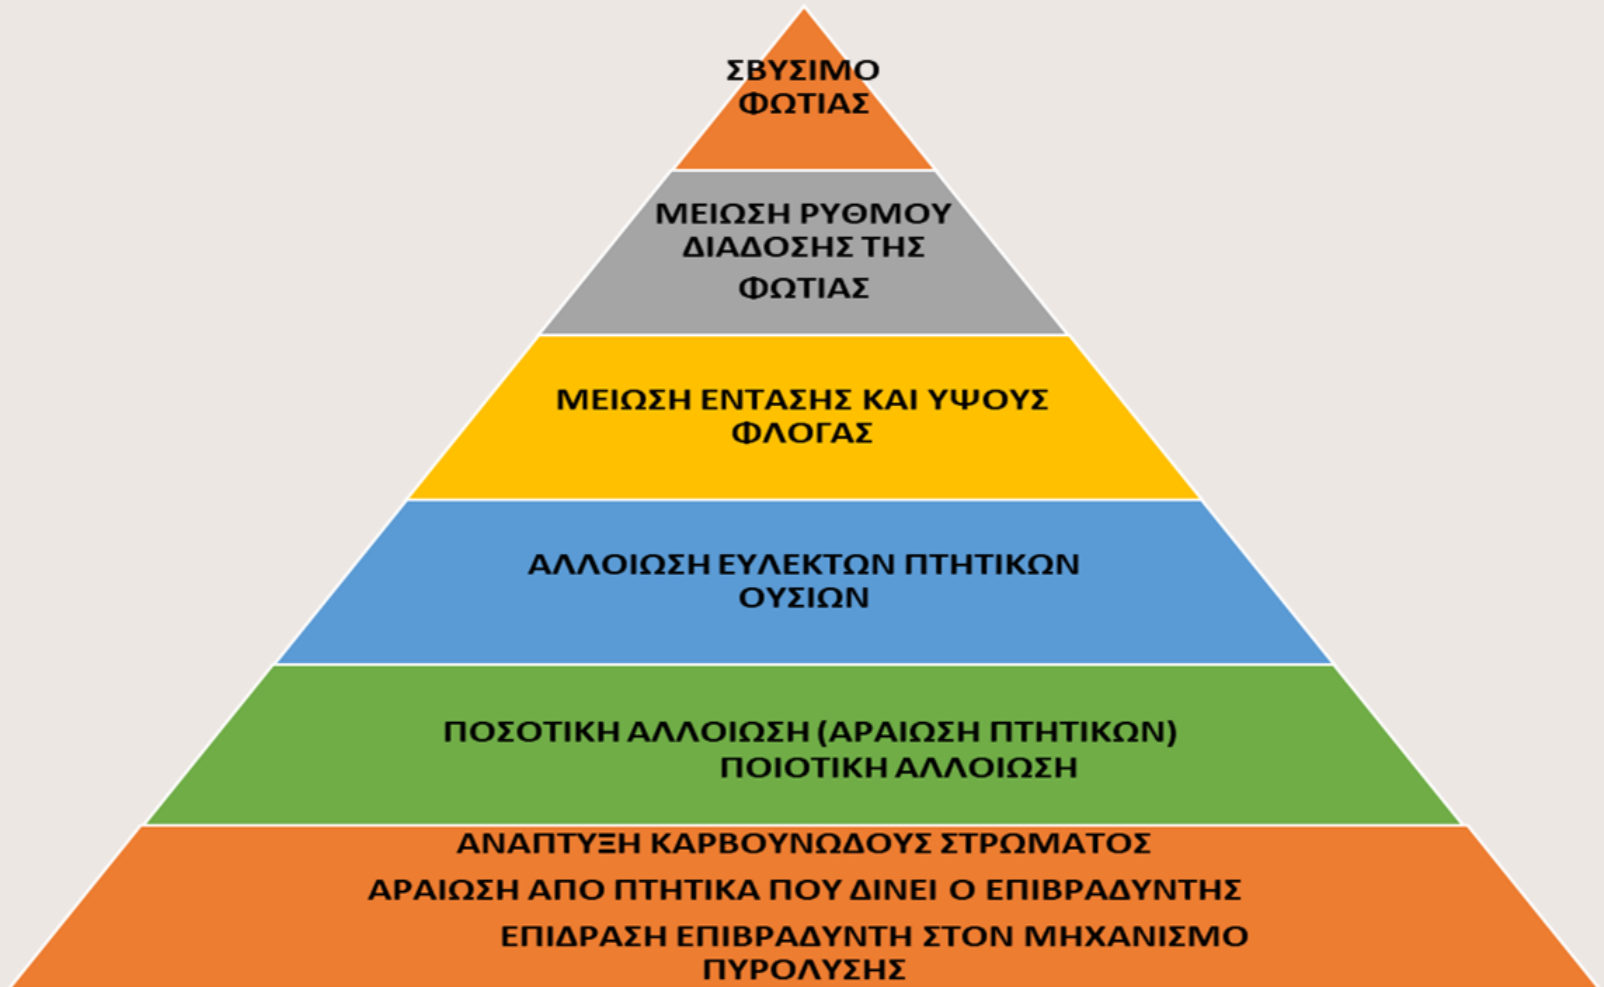 ΣΒΥΣΙΜΟ
ΦΩΤΙΑΣ
ΜΕΙΩΣΗ ΡΥΘΜΟΥ
ΔΙΑΔΟΣΗΣ ΤΗΣ
ΦΩΤΙΑΣ
ΜΕΙΩΣΗ ΕΝΤΑΣΗΣ ΚΑΙ ΥΨΟΥΣ
ΦΛΟΓΑΣ
ΑΛΛΟΙΩΣΗ ΕΥΛΕΚΤΩΝ ΠΤΗΤΙΚΩΝ
ΟΥΣΙΩΝ
ΠΟΣΟΤΙΚΗ ΑΛΛΟΙΩΣΗ (ΑΡΑΙΩΣΗ ΠΤΗΤΙΚΩΝ)
ΠΟΙΟΤΙΚΗ ΑΛΛΟΙΩΣΗ
ΑΝΑΠΤΥΞΗ ΚΑΡΒΟΥΝΩΔΟΥΣ ΣΤΡΩΜΑΤΟΣ
ΑΡΑΙΩΣΗ ΑΠΟ ΠΤΗΤΙΚΑ ΠΟΥ ΔΙΝΕΙ Ο ΕΠΙΒΡΑΔΥΝΤΗΣ
ΕΠΙΔΡΑΣΗ ΕΠΙΒΡΑΔΥΝΤΗ ΣΤΟΝ ΜΗΧΑΝΙΣΜΟ
ΠΥΡΟΛΥΣΗΣ